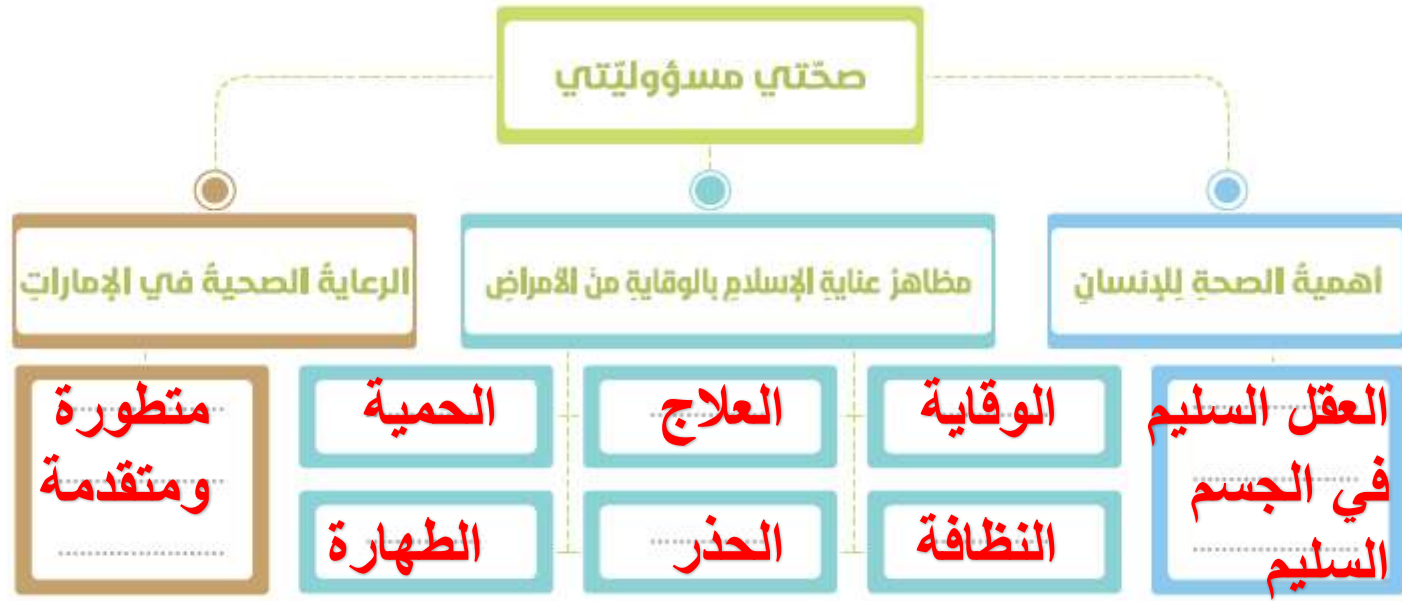 صحّتي مسؤوليّتي
أهميةُ الصحةِ لِلإنسانِ
مظاهرُ عنايةِ الإسلامِ بالوقايةِ منَ الأمراضِ
الرعايةُ الصحيةُ في الإماراتِ
العقل السليم
في الجسم
السليم
الوقاية
العلاج
الحمية
النظافة
الحذر
الطهارة
متطورة
ومتقدمة